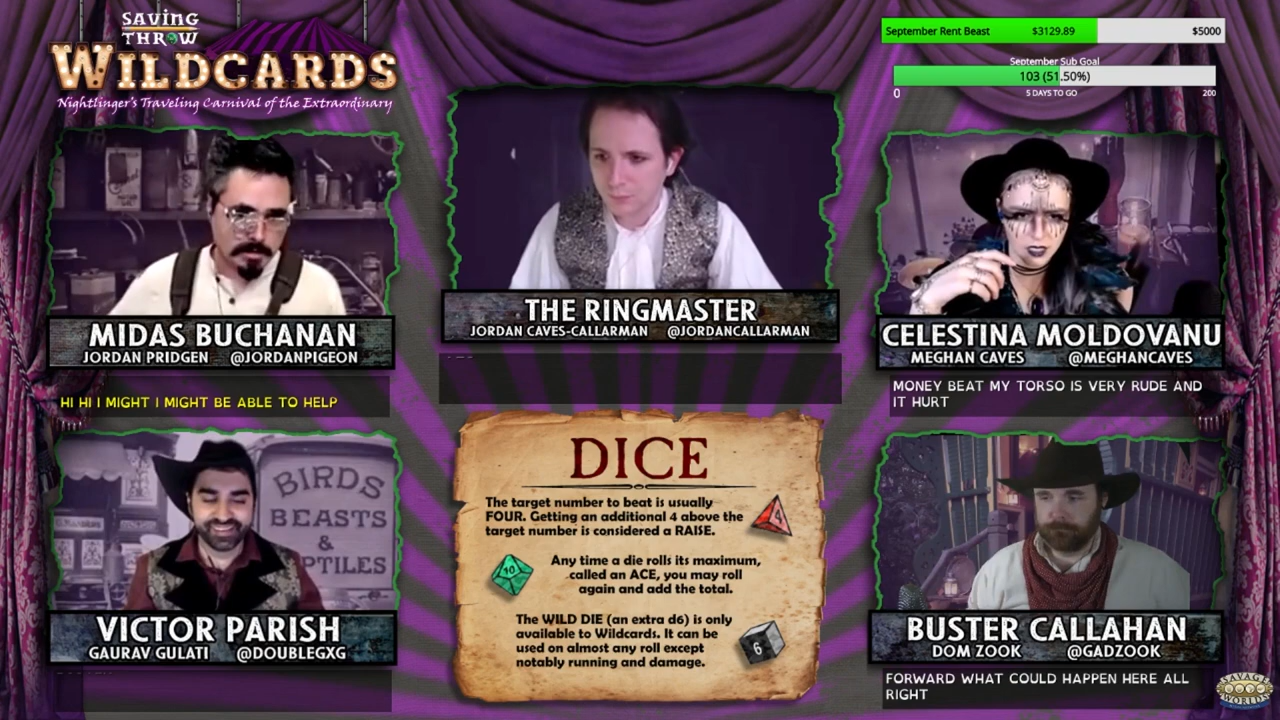 SAVING
THROW
WILDCARDS
Nightlinger's Traveling Carnival of the Extraordinary
September Rent Beast $3129.89 $5000
September Sub Goal
103 (51.50%)
0 5 DAYS TO GO 200
MIDAS BUCHANAN
JORDAN PRIDGEN @JORDANPIGEON
HI HI I MIGHT I MIGHT BE ABLE TO HELP
THE RINGMASTER
JORDAN CAVES-CALLARMAN @JORDANCALLARMAN
CELESTINA MOLDOVANU
MEGHAN CAVES @MEGHANCAVES
MONEY BEAT MY TORSO IS VERY RUDE AND
IT HURT
BIRDS
BEASTS
&
PTILES
VICTOR PARISH
GAURAV GULATI @DOUBLEGXG
DICE
The target number to beat is usually
FOUR. Getting an additional 4 above the
target number is considered a RAISE.
4
Any time a die rolls its maximum,
called an ACE, you may roll
again and add the total.
10
The WILD DIE (an extra d6) is only
available to Wildcards. It can be
used on almost any roll except
notably running and damage.
6
BUSTER CALLAHAN
DOM ZOOK @GADZOOK
FORWARD WHAT COULD HAPPEN HERE ALL
RIGHT
SAVAGE
WORLDS